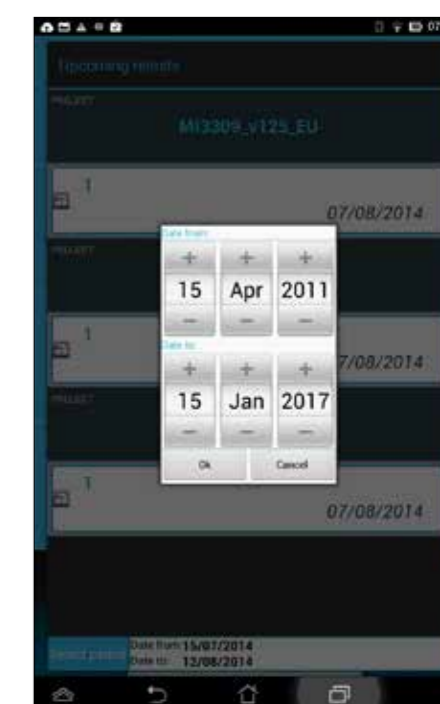 07
Upcoming retests
PROJECT
MI3309_v125_EU
1
07/08/2014
PROJECT
Date from:
15 Apr 2011
Date to:
15 Jan 2017
1
7/08/2014
PROJECT
Ok Cancel
1
07/08/2014
Select period
Date from: 15/07/2014
Date to: 12/08/2014